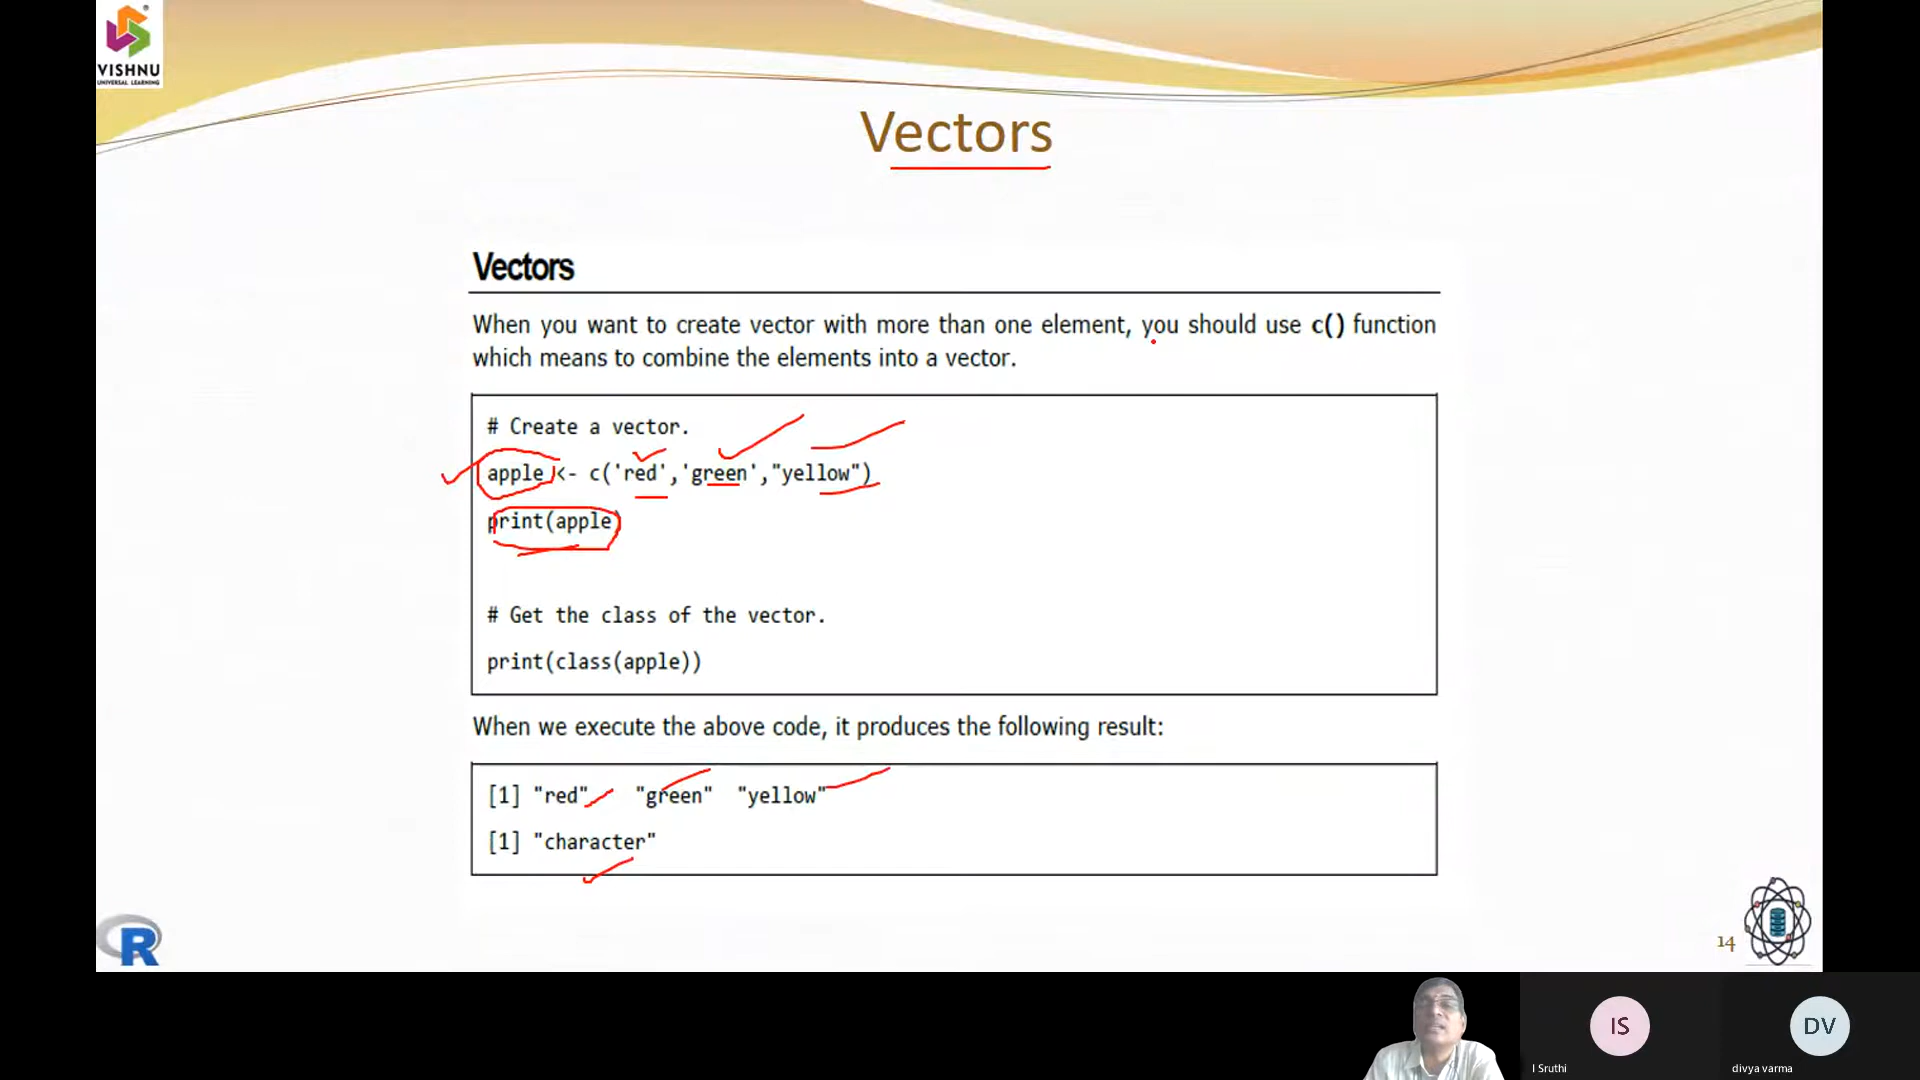 VISHNU
UNIVERSAL LEARNING
Vectors
Vectors
When you want to create vector with more than one element, you should use c() function
which means to combine the elements into a vector.
# Create a vector.
apple <- c('red','green',"yellow")
print(apple)
# Get the class of the vector.
print(class(apple))
When we execute the above code, it produces the following result:
[1] "red" "green" "yellow"
[1] "character"
R
14
IS
DV
I Sruthi
divya varma